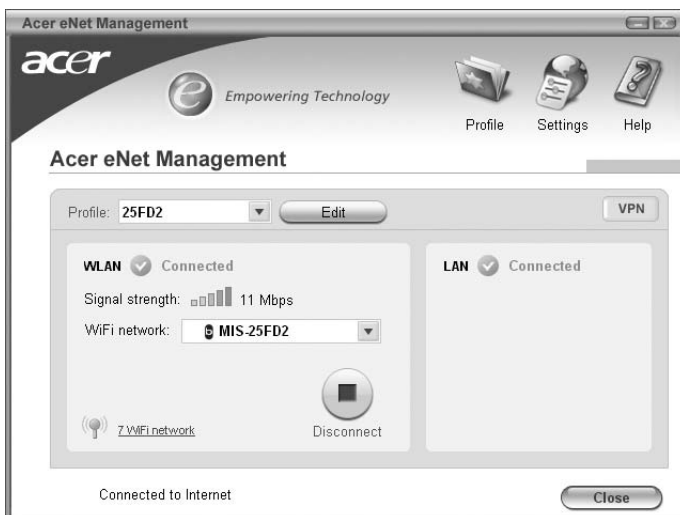 Acer eNet Management
acer
e Empowering Technology
Profile Settings Help
Acer eNet Management
Profile: 25FD2 Edit VPN
WLAN Connected
Signal strength: 11 Mbps
WiFi network: MIS-25FD2
7 WiFi network
Disconnect
LAN Connected
Connected to Internet
Close